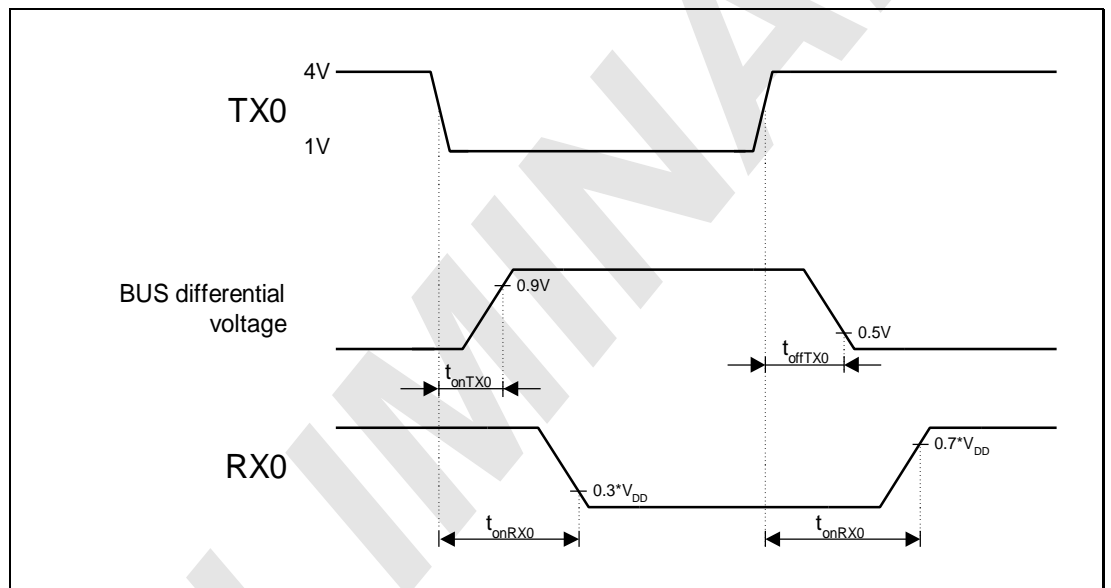 4V
TX0
1V
BUS differential
voltage
0.9V
0.5V
tonTX0
toffTX0
RX0
0.3*VDD
0.7*VDD
tonRX0
tonRX0
LIMINA